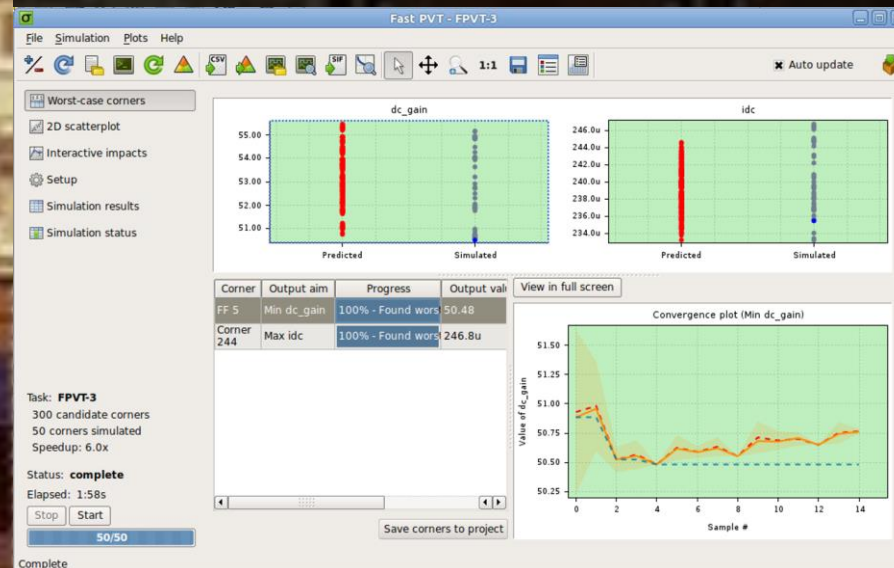 σ
Fast PVT - FPVT-3
File Simulation Plots Help
CSV
SIF
1:1
Auto update
Worst-case corners
2D scatterplot
Interactive impacts
Setup
Simulation results
Simulation status
dc_gain
55.00
54.00
53.00
52.00
51.00
Predicted Simulated
idc
246.0u
244.0u
242.0u
240.0u
238.0u
236.0u
234.0u
Predicted Simulated
Corner Output aim Progress Output val
FF 5 Min dc_gain 100% - Found wors 50.48
Corner 244 Max idc 100% - Found wors 246.8u
View in full screen
Convergence plot (Min dc_gain)
Value of dc_gain
51.50
51.25
51.00
50.75
50.50
50.25
0 2 4 6 8 10 12 14
Sample #
Task: FPVT-3
300 candidate corners
50 corners simulated
Speedup: 6.0x
Status: complete
Elapsed: 1:58s
Stop Start
50/50
Save corners to project
Complete